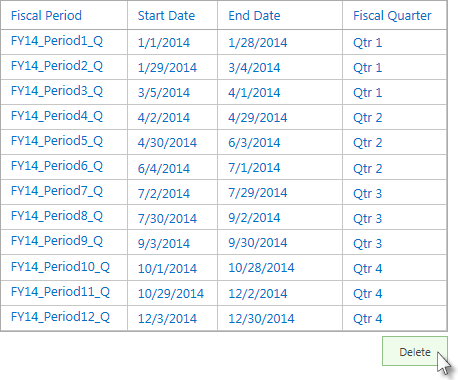 Fiscal Period Start Date End Date Fiscal Quarter
FY14_Period1_Q 1/1/2014 1/28/2014 Qtr 1
FY14_Period2_Q 1/29/2014 3/4/2014 Qtr 1
FY14_Period3_Q 3/5/2014 4/1/2014 Qtr 1
FY14_Period4_Q 4/2/2014 4/29/2014 Qtr 2
FY14_Period5_Q 4/30/2014 6/3/2014 Qtr 2
FY14_Period6_Q 6/4/2014 7/1/2014 Qtr 2
FY14_Period7_Q 7/2/2014 7/29/2014 Qtr 3
FY14_Period8_Q 7/30/2014 9/2/2014 Qtr 3
FY14_Period9_Q 9/3/2014 9/30/2014 Qtr 3
FY14_Period10_Q 10/1/2014 10/28/2014 Qtr 4
FY14_Period11_Q 10/29/2014 12/2/2014 Qtr 4
FY14_Period12_Q 12/3/2014 12/30/2014 Qtr 4
Delete